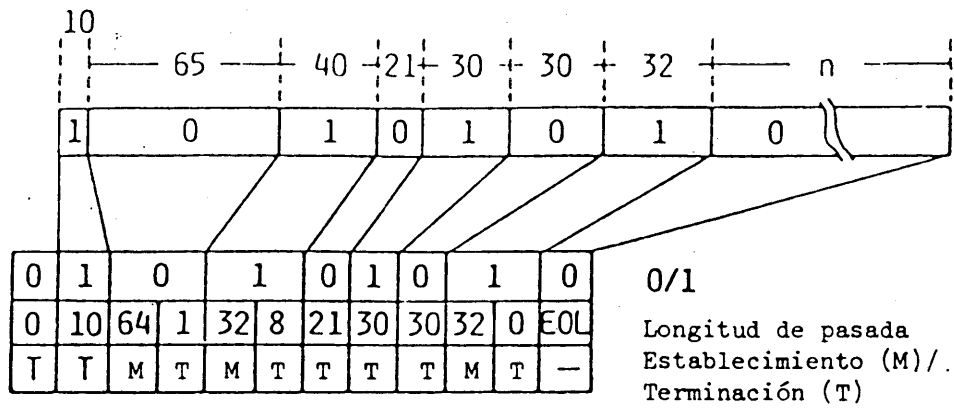 10
65 40 21 30 30 32 n
1 0 1 0 1 0 1 0
0 1 0 1 0 1 0 1 0 0/1
0 10 64 1 32 8 21 30 30 32 0 EOL Longitud de pasada
T T M T M T T T T M T — Establecimiento (M)/.
Terminación (T)